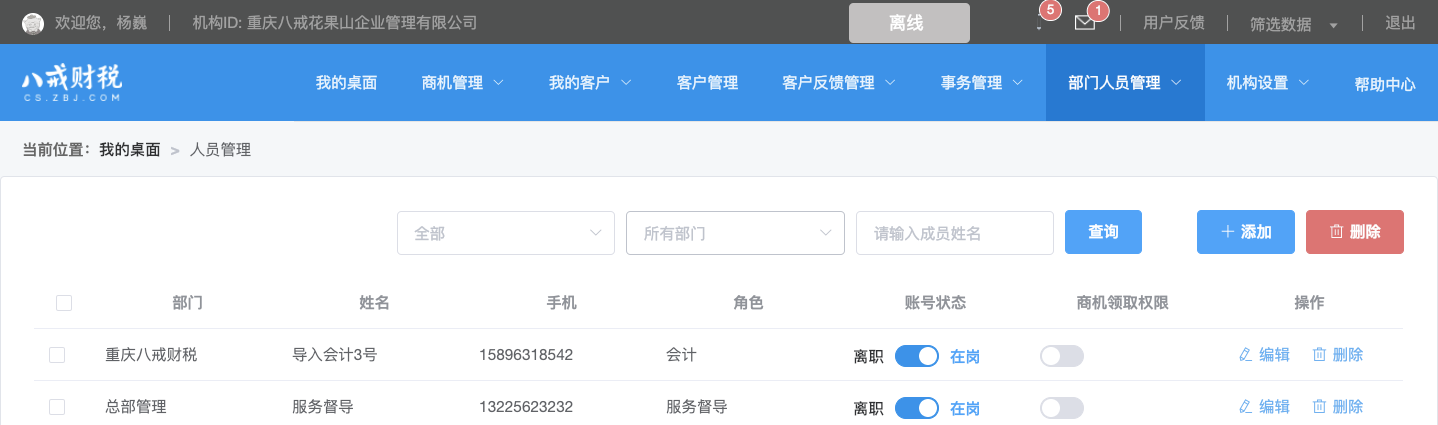 欢迎您，杨巍 机构ID: 重庆八戒花果山企业管理有限公司 离线 5 1 用户反馈 筛选数据 退出
八戒财税
CS.ZBJ.COM
我的桌面 商机管理 我的客户 客户管理 客户反馈管理 事务管理 部门人员管理 机构设置 帮助中心
当前位置：我的桌面 > 人员管理
全部 所有部门 请输入成员姓名 查询 添加 删除
部门 姓名 手机 角色 账号状态 商机领取权限 操作
重庆八戒财税 导入会计3号 15896318542 会计 离职 在岗 编辑 删除
总部管理 服务督导 13225623232 服务督导 离职 在岗 编辑 删除